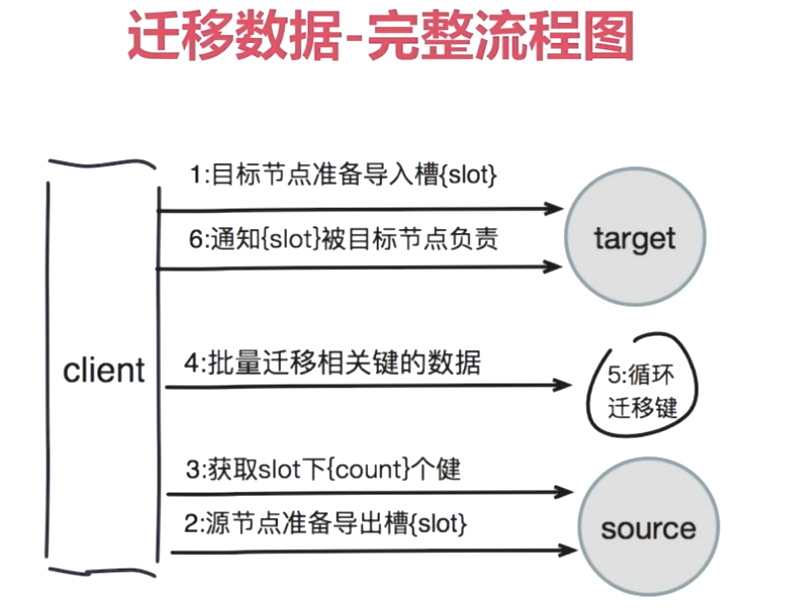 迁移数据-完整流程图
1:目标节点准备导入槽{slot}
6:通知{slot}被目标节点负责
target
client
4:批量迁移相关键的数据
5:循环
迁移键
3:获取slot下{count}个健
2:源节点准备导出槽{slot}
source